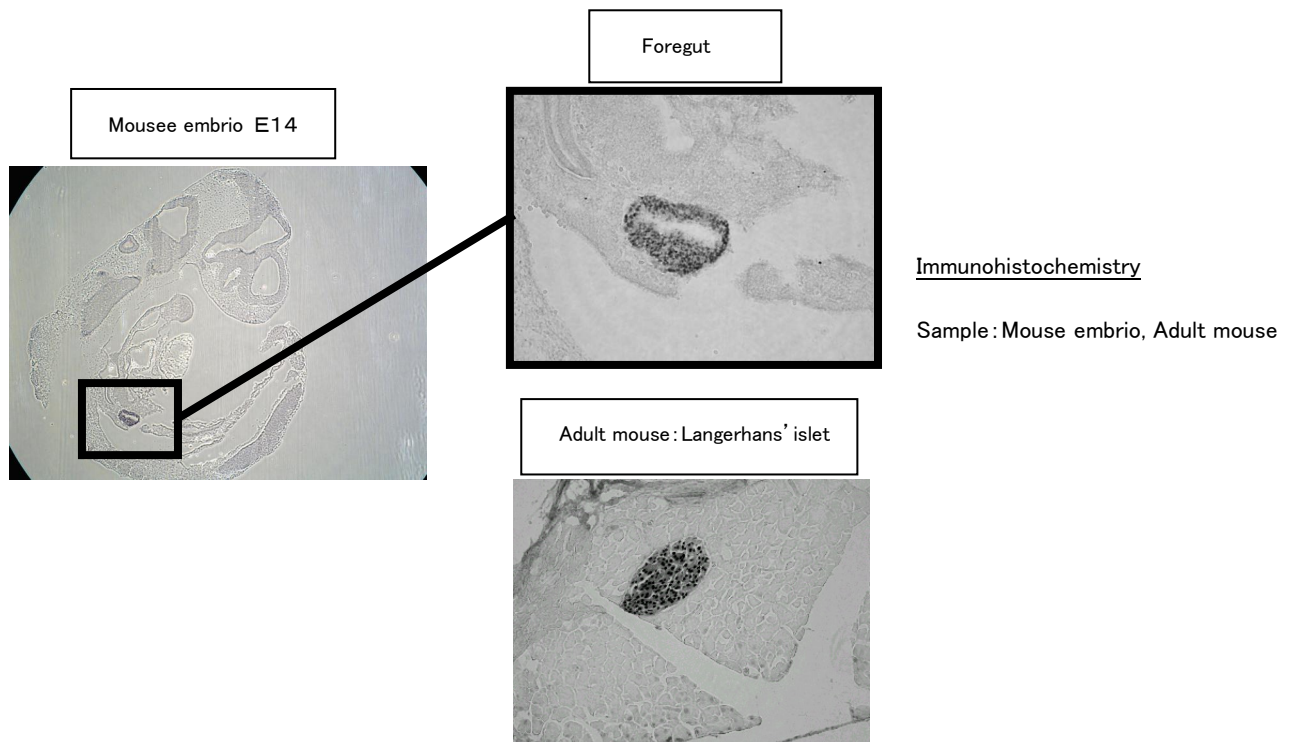 Foregut
Mousee embrio E14
Immunohistochemistry
Sample:Mouse embrio, Adult mouse
Adult mouse:Langerhans' islet